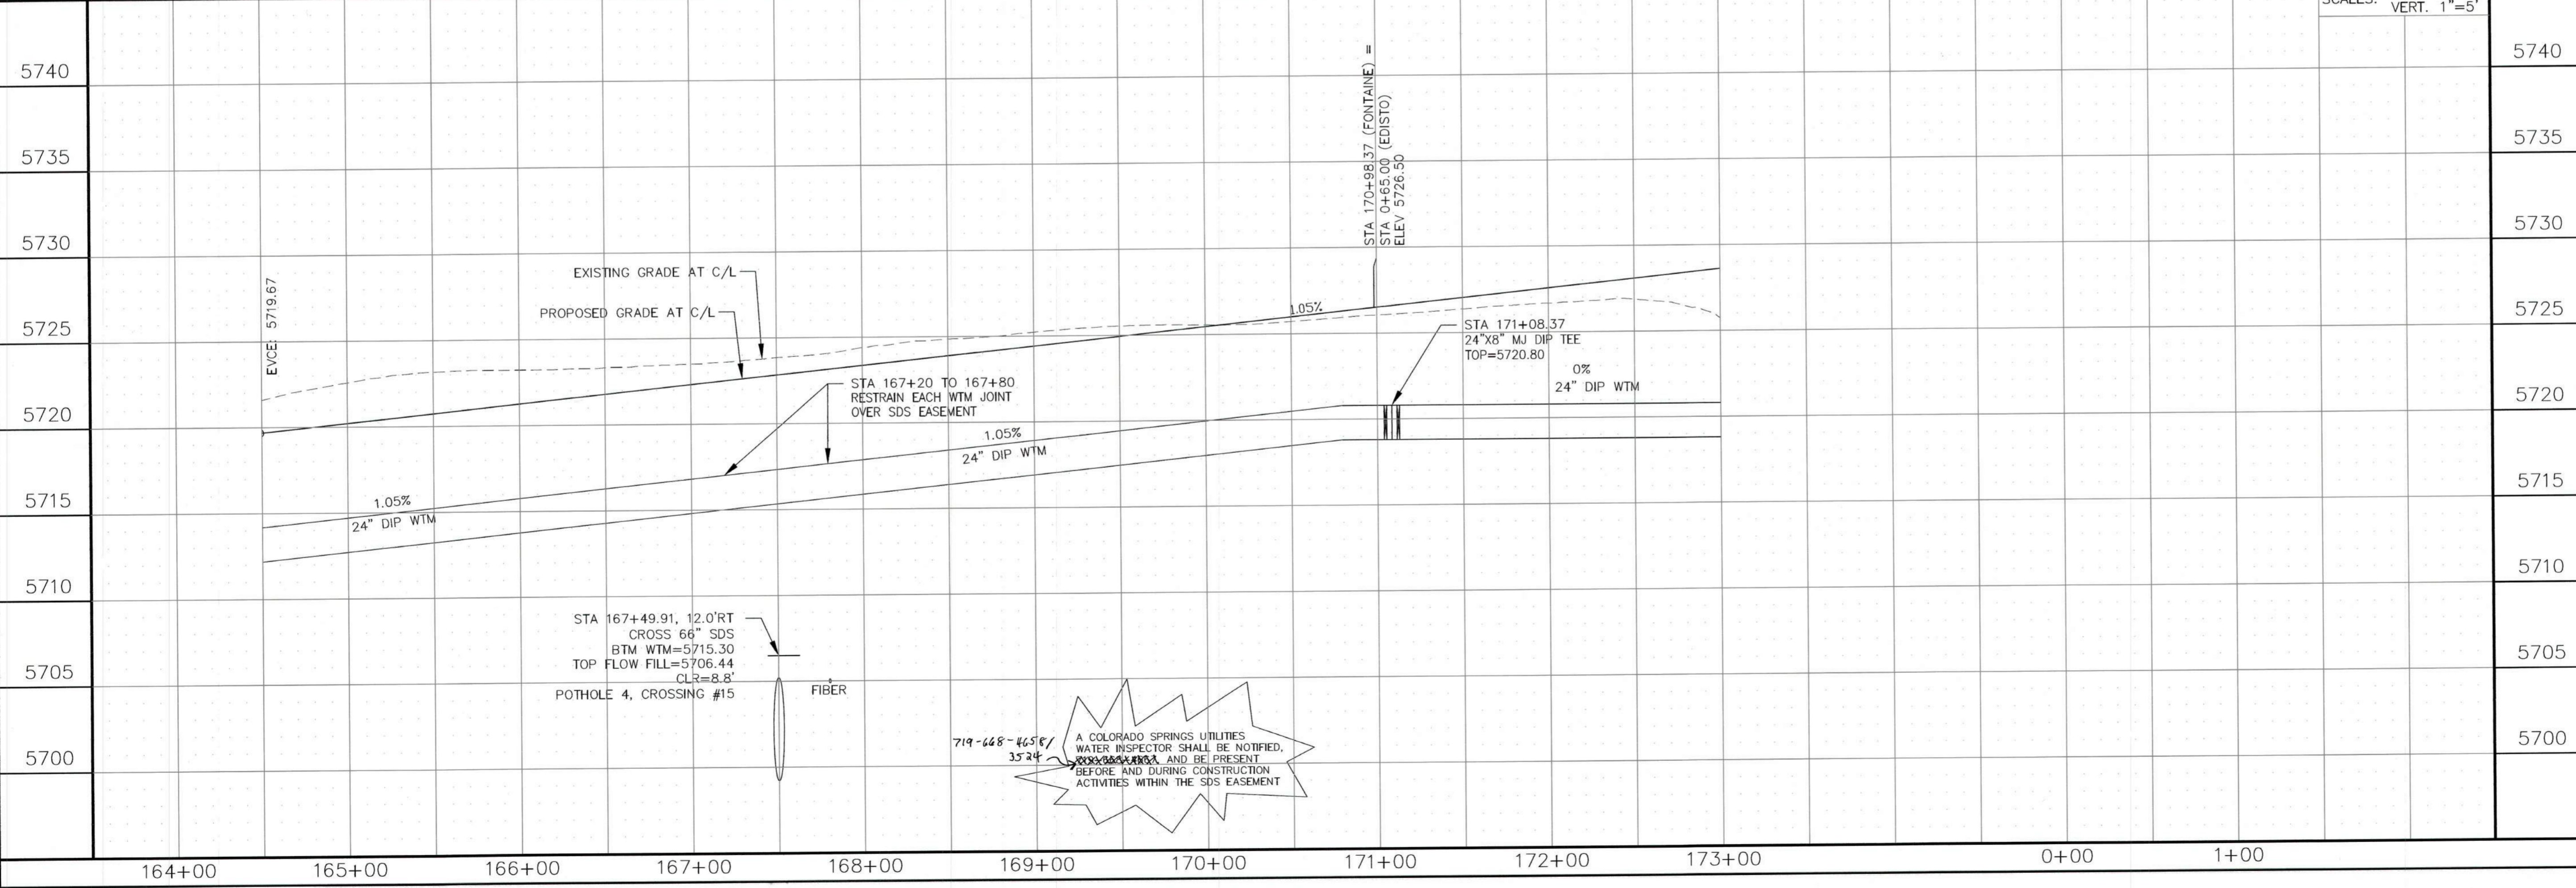 SCALES:
VERT. 1"=5'
5740
5735
5730
5725
5720
5715
5710
5705
5700
5740
5735
5730
5725
5720
5715
5710
5705
5700
EVCE: 5719.67
EXISTING GRADE AT C/L
PROPOSED GRADE AT C/L
STA 167+20 TO 167+80
RESTRAIN EACH WTM JOINT
OVER SDS EASEMENT
1.05%
24" DIP WTM
1.05%
24" DIP WTM
STA 170+98.37 (FONTAINE) =
STA 0+65.00 (EDISTO)
ELEV 5726.50
1.05%
STA 171+08.37
24"X8" MJ DIP TEE
TOP=5720.80
0%
24" DIP WTM
STA 167+49.91, 12.0'RT
CROSS 66" SDS
BTM WTM=5715.30
TOP FLOW FILL=5706.44
CLR=8.8'
POTHOLE 4, CROSSING #15
FIBER
719-668-4658/
3524
A COLORADO SPRINGS UTILITIES
WATER INSPECTOR SHALL BE NOTIFIED,
AND BE PRESENT
BEFORE AND DURING CONSTRUCTION
ACTIVITIES WITHIN THE SDS EASEMENT
164+00
165+00
166+00
167+00
168+00
169+00
170+00
171+00
172+00
173+00
0+00
1+00